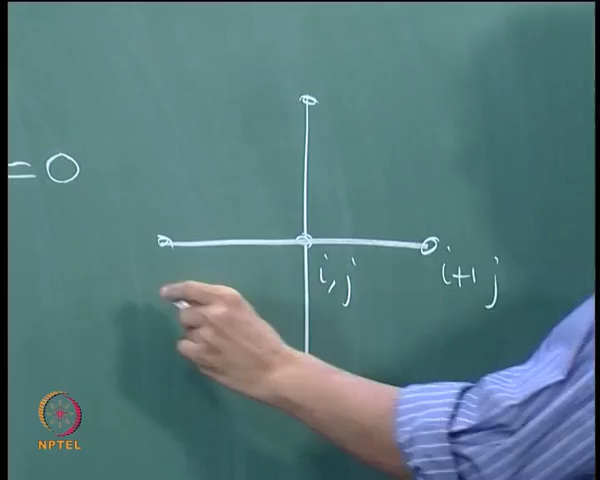 = 0
i, j
i+1 j
NPTEL